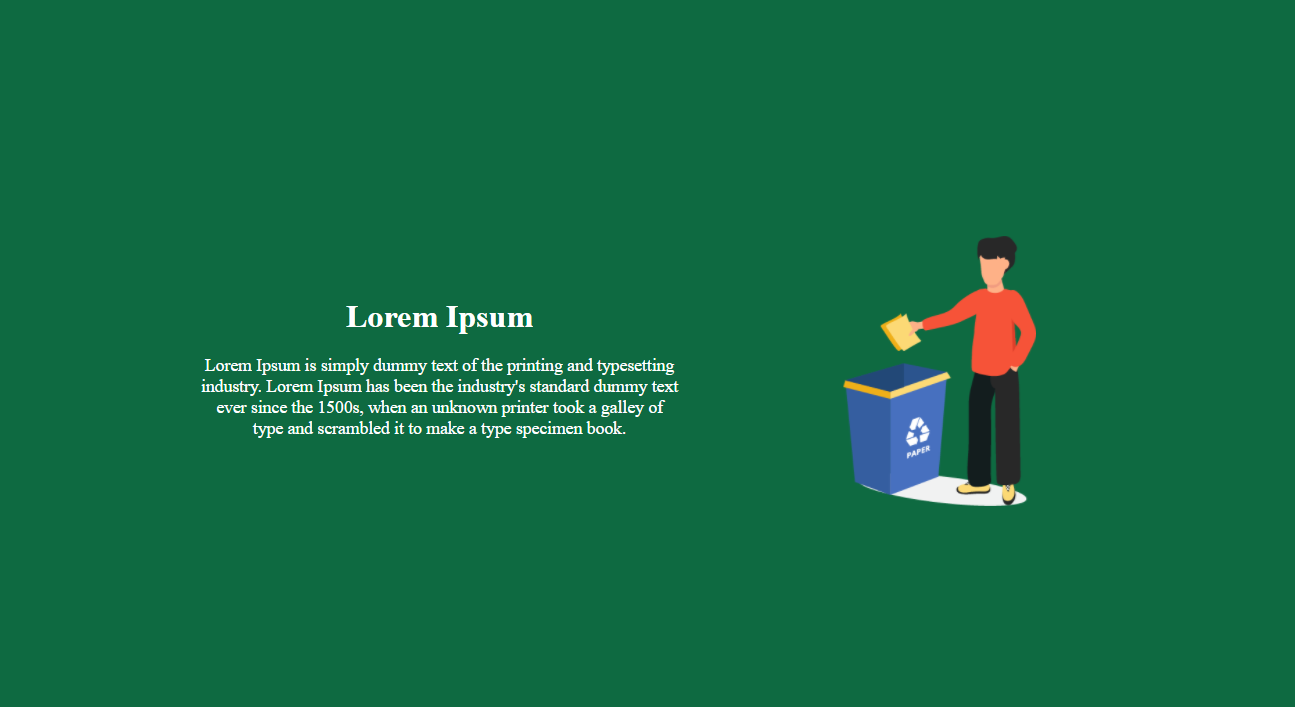 Lorem Ipsum
Lorem Ipsum is simply dummy text of the printing and typesetting
industry. Lorem Ipsum has been the industry's standard dummy text
ever since the 1500s, when an unknown printer took a galley of
type and scrambled it to make a type specimen book.
PAPER